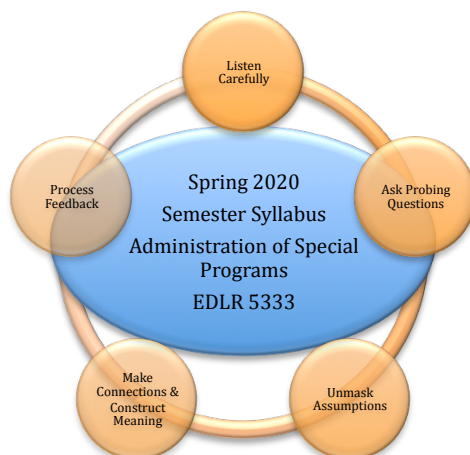 Listen
Carefully
Process
Feedback
Spring 2020
Semester Syllabus
Administration of Special
Programs
EDLR 5333
Ask Probing
Questions
Make
Connections &
Construct
Meaning
Unmask
Assumptions